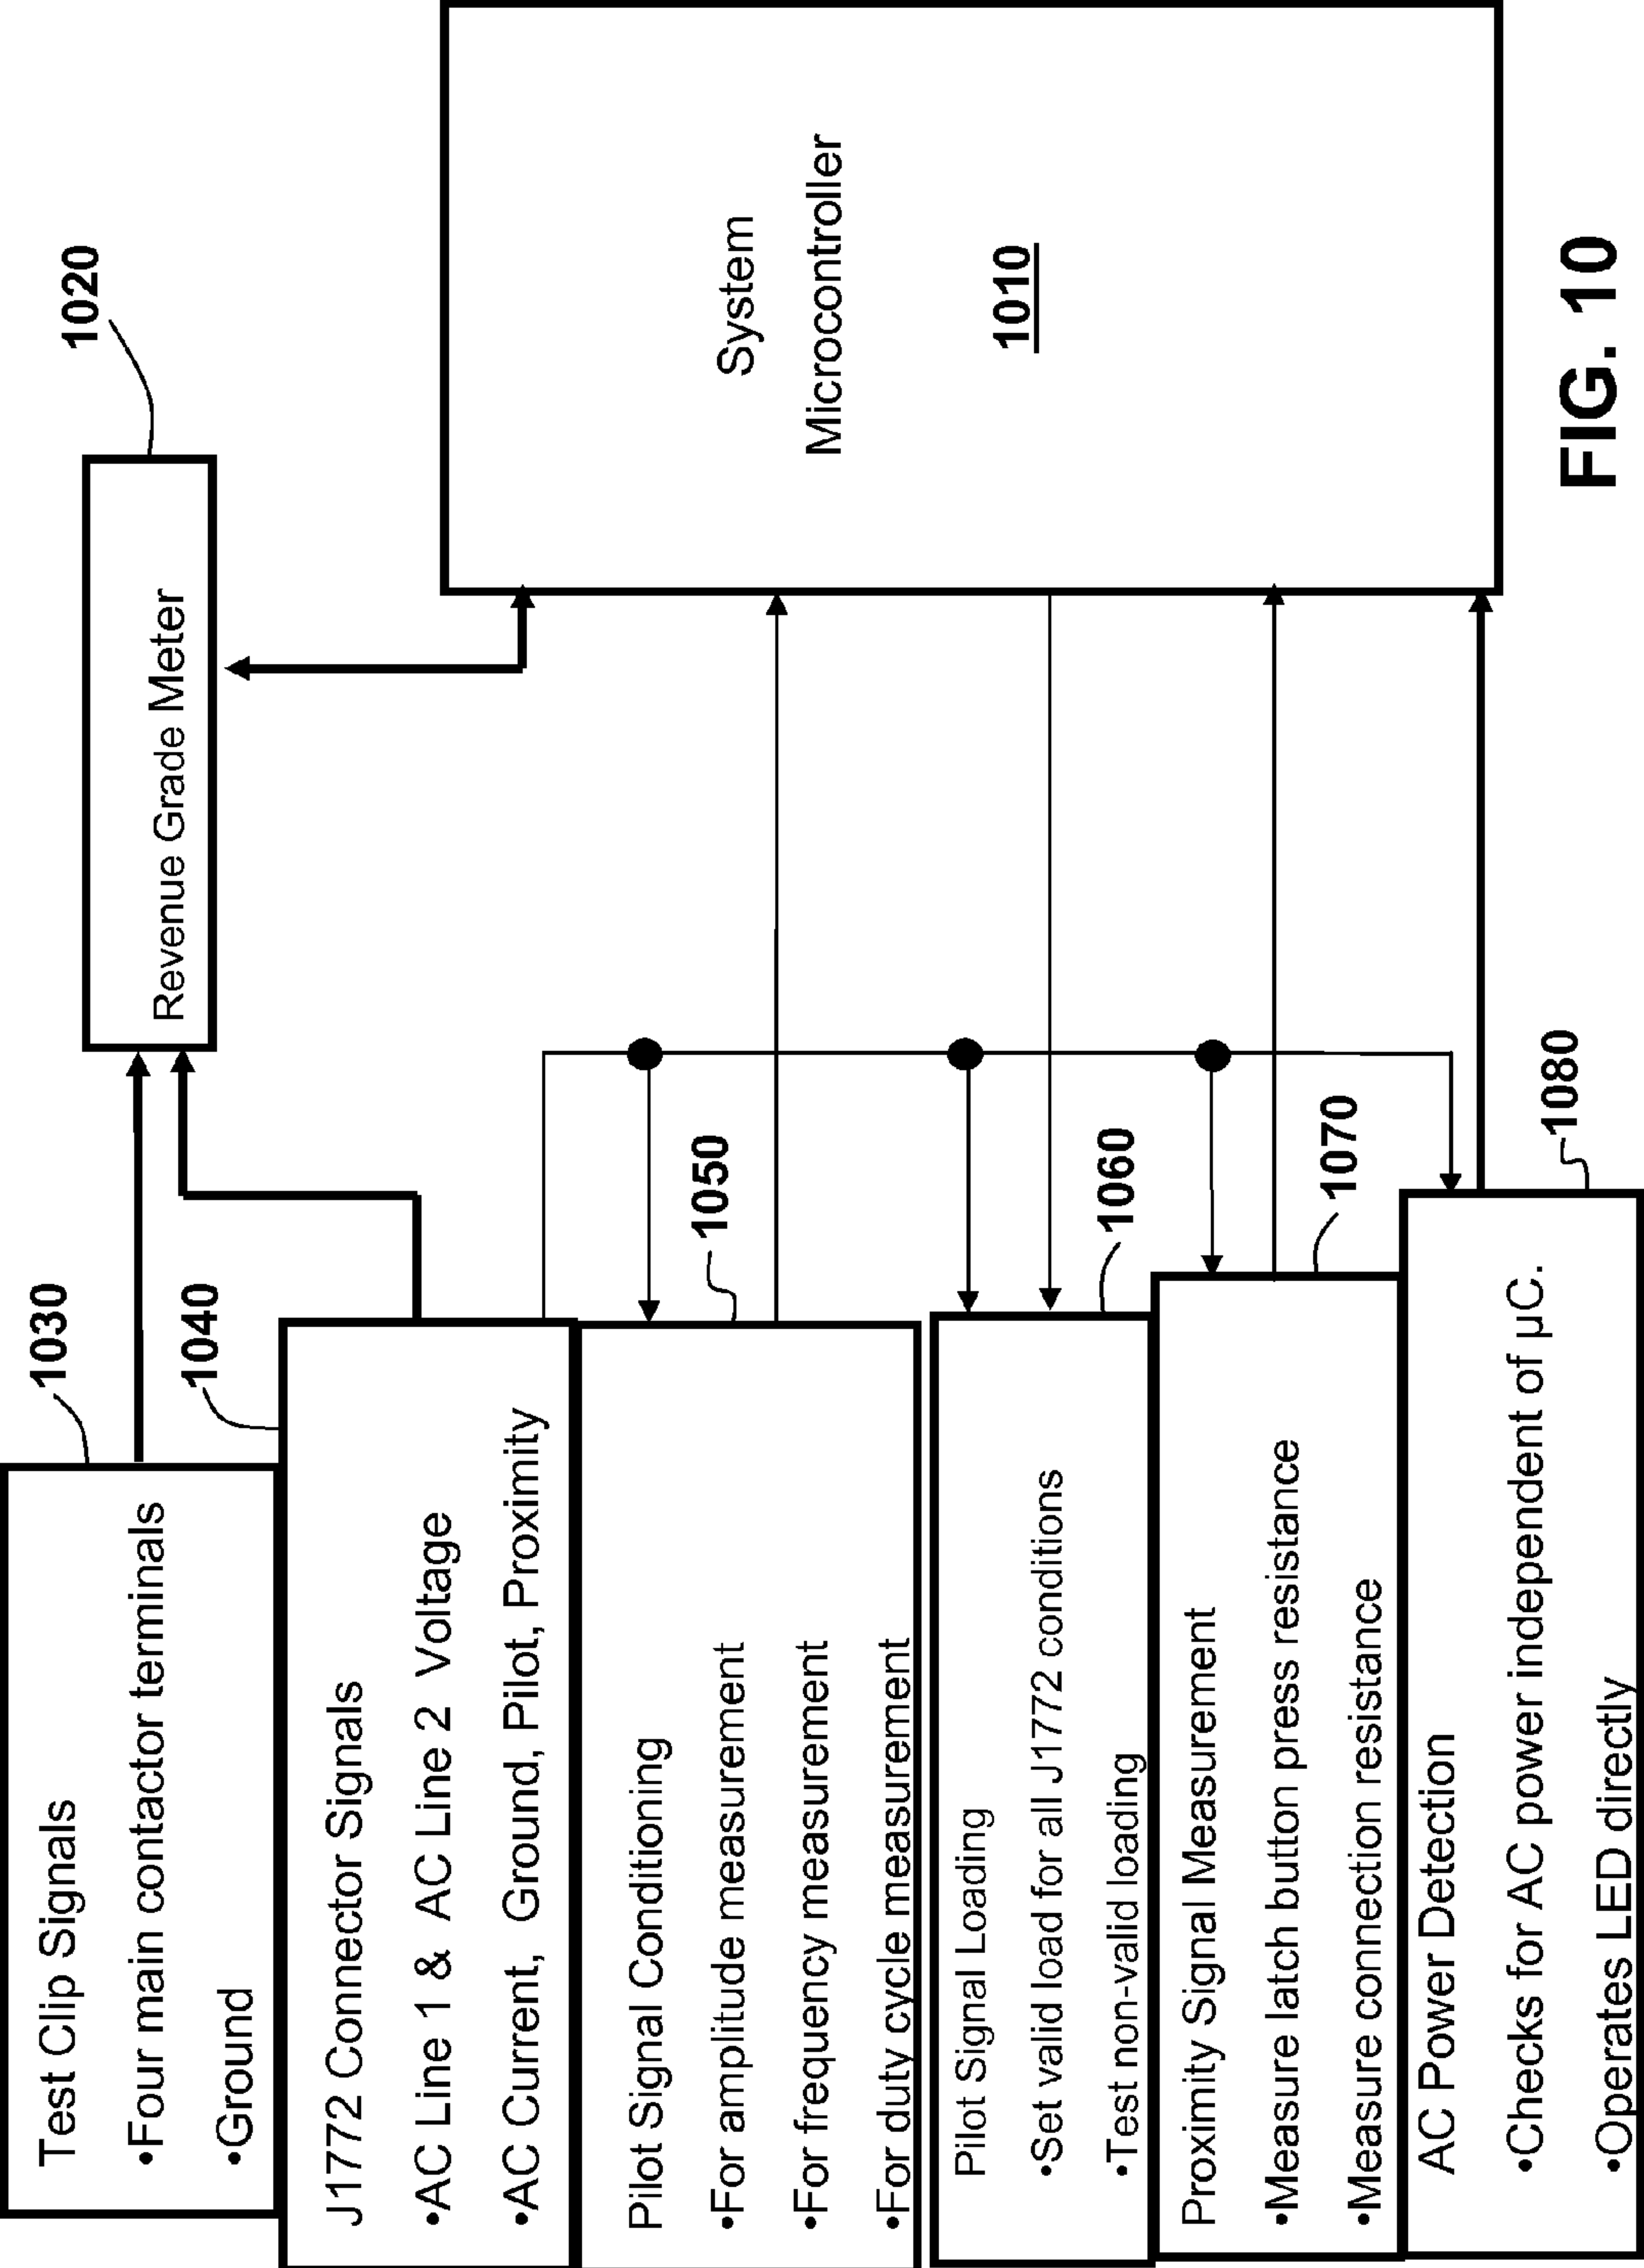 1030
Test Clip Signals
•Four main contactor terminals
•Ground
1040
J1772 Connector Signals
•AC Line 1 & AC Line 2 Voltage
•AC Current, Ground, Pilot, Proximity
1050
Pilot Signal Conditioning
•For amplitude measurement
•For frequency measurement
•For duty cycle measurement
1060
Pilot Signal Loading
•Set valid load for all J1772 conditions
•Test non-valid loading
1070
Proximity Signal Measurement
•Measure latch button press resistance
•Measure connection resistance
1080
AC Power Detection
•Checks for AC power independent of µC.
•Operates LED directly
1020
Revenue Grade Meter
System
Microcontroller
1010
FIG. 10